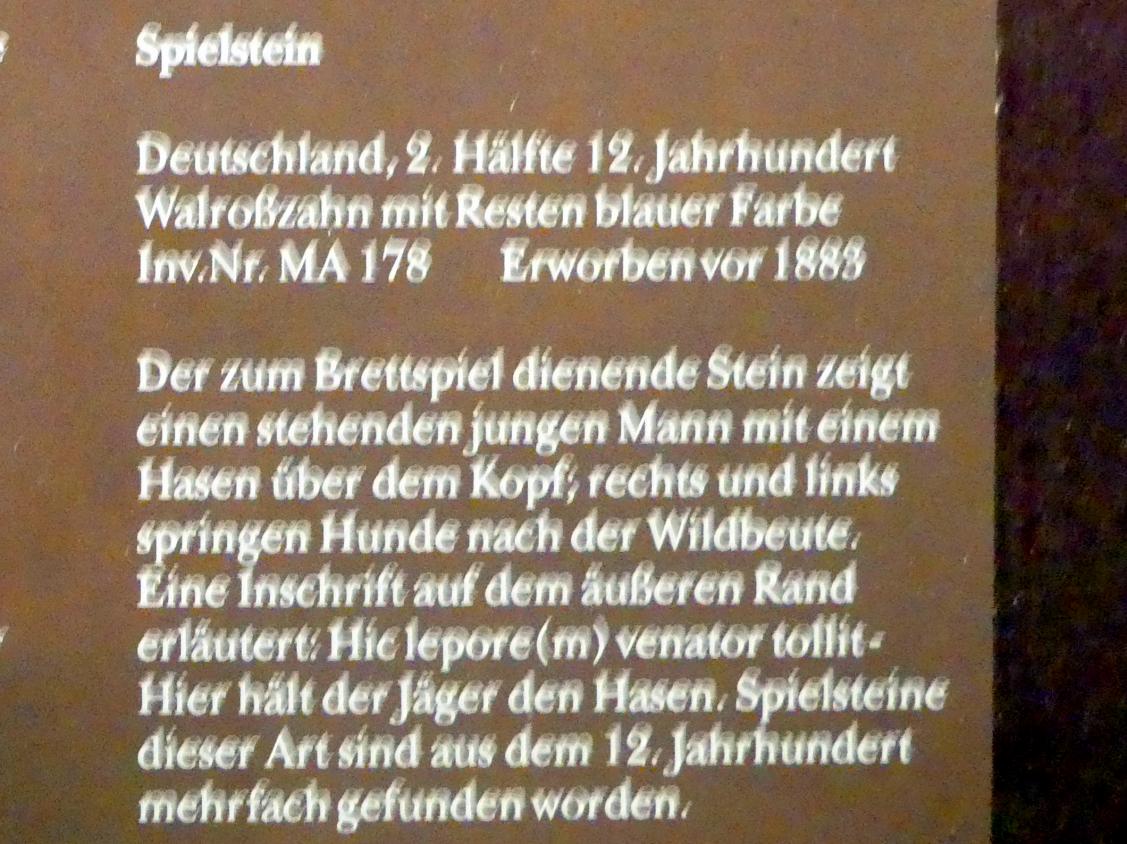 Spielstein
Deutschland, 2. Hälfte 12. Jahrhundert
Walroßzahn mit Resten blauer Farbe
Inv.Nr. MA 178 Erworben vor 1883
Der zum Brettspiel dienende Stein zeigt
einen stehenden jungen Mann mit einem
Hasen über dem Kopf; rechts und links
springen Hunde nach der Wildbeute.
Eine Inschrift auf dem äußeren Rand
erläutert: Hic lepore(m) venator tollit-
Hier hält der Jäger den Hasen. Spielsteine
dieser Art sind aus dem 12. Jahrhundert
mehrfach gefunden worden.